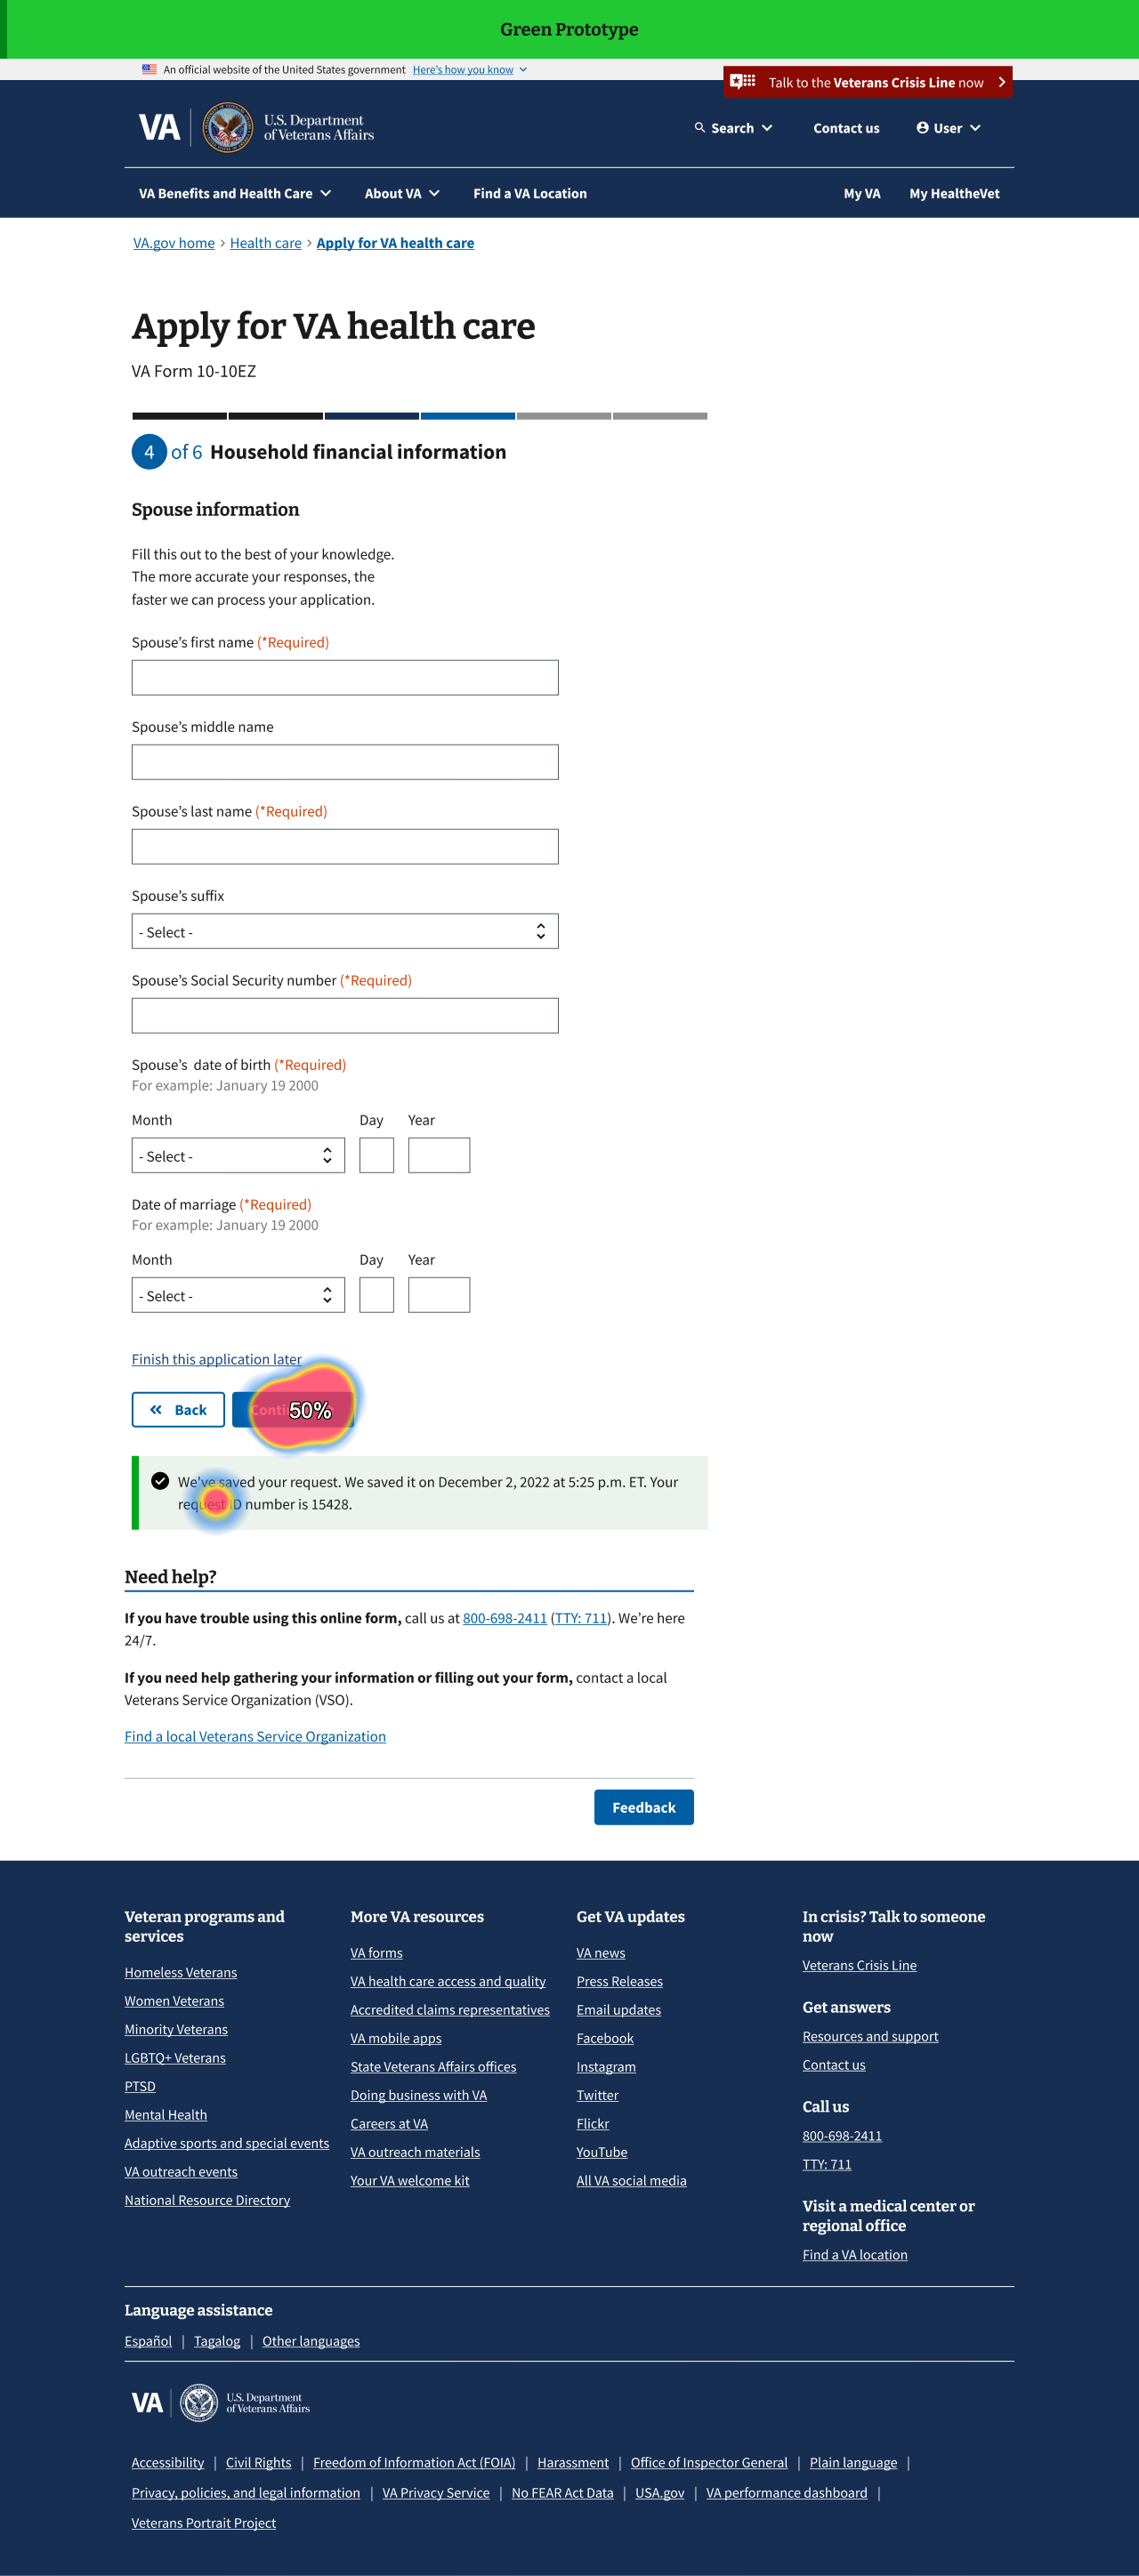 Green Prototype
An official website of the United States government Here's how you know
Talk to the Veterans Crisis Line now
VA U.S. Department of Veterans Affairs
Search Contact us User
VA Benefits and Health Care About VA Find a VA Location My VA My HealtheVet
VA.gov home › Health care › Apply for VA health care
Apply for VA health care
VA Form 10-10EZ
4 of 6 Household financial information
Spouse information
Fill this out to the best of your knowledge.
The more accurate your responses, the
faster we can process your application.
Spouse's first name (*Required)
Spouse's middle name
Spouse's last name (*Required)
Spouse's suffix
- Select -
Spouse's Social Security number (*Required)
Spouse's date of birth (*Required)
For example: January 19 2000
Month Day Year
- Select -
Date of marriage (*Required)
For example: January 19 2000
Month Day Year
- Select -
Finish this application later
Back 50%
We've saved your request. We saved it on December 2, 2022 at 5:25 p.m. ET. Your
request ID number is 15428.
Need help?
If you have trouble using this online form, call us at 800-698-2411 (TTY: 711). We're here
24/7.
If you need help gathering your information or filling out your form, contact a local
Veterans Service Organization (VSO).
Find a local Veterans Service Organization
Feedback
Veteran programs and
services
Homeless Veterans
Women Veterans
Minority Veterans
LGBTQ+ Veterans
PTSD
Mental Health
Adaptive sports and special events
VA outreach events
National Resource Directory
More VA resources
VA forms
VA health care access and quality
Accredited claims representatives
VA mobile apps
State Veterans Affairs offices
Doing business with VA
Careers at VA
VA outreach materials
Your VA welcome kit
Get VA updates
VA news
Press Releases
Email updates
Facebook
Instagram
Twitter
Flickr
YouTube
All VA social media
In crisis? Talk to someone
now
Veterans Crisis Line
Get answers
Resources and support
Contact us
Call us
800-698-2411
TTY: 711
Visit a medical center or
regional office
Find a VA location
Language assistance
Español | Tagalog | Other languages
VA U.S. Department of Veterans Affairs
Accessibility | Civil Rights | Freedom of Information Act (FOIA) | Harassment | Office of Inspector General | Plain language |
Privacy, policies, and legal information | VA Privacy Service | No FEAR Act Data | USA.gov | VA performance dashboard |
Veterans Portrait Project